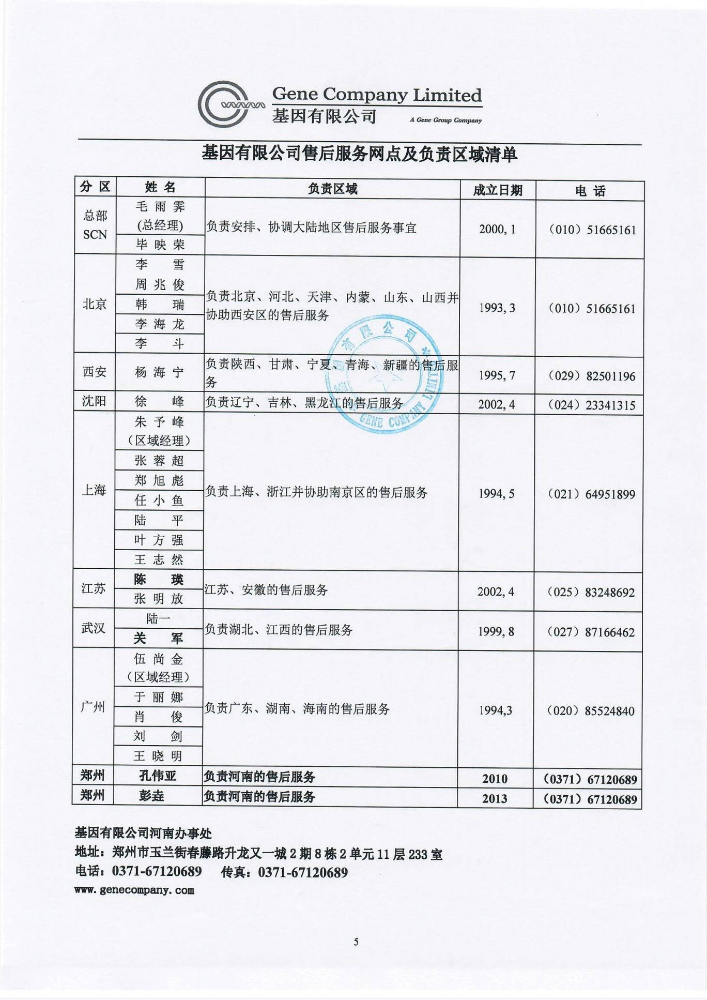 Gene Company Limited
基因有限公司
A Gene Group Company
基因有限公司售后服务网点及负责区域清单
分 区 姓 名 负责区域 成立日期 电 话
总部
SCN
毛 雨 霁
(总经理)
毕 映 荣
负责安排、协调大陆地区售后服务事宜
2000, 1
（010）51665161
北京
李 雪
周 兆 俊
韩 瑞
李 海 龙
李 斗
负责北京、河北、天津、内蒙、山东、山西并
协助西安区的售后服务
1993, 3
（010）51665161
西安
杨 海 宁
负责陕西、甘肃、宁夏、青海、新疆的售后服
务
1995, 7
（029）82501196
沈阳 徐 峰 负责辽宁、吉林、黑龙江的售后服务 2002, 4 （024）23341315
上海
朱 予 峰
（区域经理）
张 蓉 超
郑 旭 彪
任 小 鱼
陆 平
叶 方 强
王 志 然
负责上海、浙江并协助南京区的售后服务
1994, 5
（021）64951899
江苏
陈 瑛
张 明 放
江苏、安徽的售后服务
2002, 4
（025）83248692
武汉
陆一
关 军
负责湖北、江西的售后服务
1999, 8
（027）87166462
广州
伍 尚 金
（区域经理）
于 丽 娜
肖 俊
刘 剑
王 晓 明
负责广东、湖南、海南的售后服务
1994,3
（020）85524840
郑州 孔伟亚 负责河南的售后服务 2010 （0371）67120689
郑州 彭垚 负责河南的售后服务 2013 （0371）67120689
基因有限公司
GENE COMPANY LIMITED
基因有限公司河南办事处
地址：郑州市玉兰街春藤路升龙又一城 2 期 8 栋 2 单元 11 层 233 室
电话：0371-67120689 传真：0371-67120689
www.genecompany.com
5